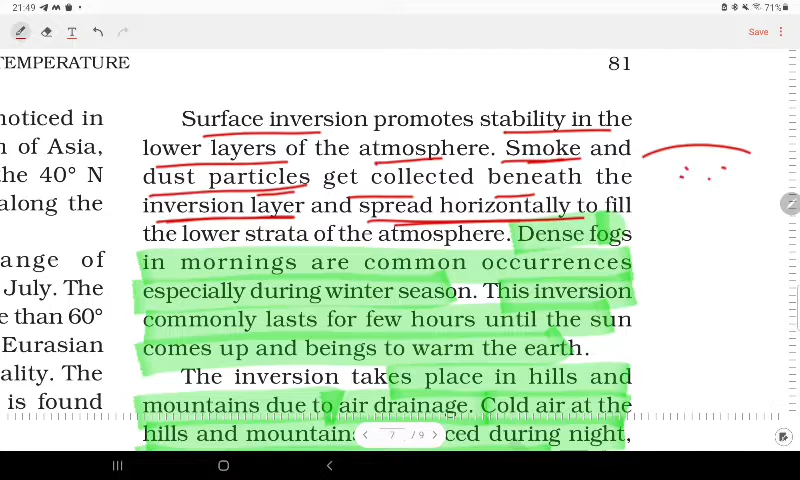 21:49
71%
Save
TEMPERATURE
81
noticed in
n of Asia,
he 40° N
along the
ange of
July. The
e than 60°
Eurasian
ality. The
is found
Surface inversion promotes stability in the
lower layers of the atmosphere. Smoke and
dust particles get collected beneath the
inversion layer and spread horizontally to fill
the lower strata of the atmosphere. Dense fogs
in mornings are common occurrences
especially during winter season. This inversion
commonly lasts for few hours until the sun
comes up and beings to warm the earth.
The inversion takes place in hills and
mountains due to air drainage. Cold air at the
hills and mountains ced during night,
7 / 9